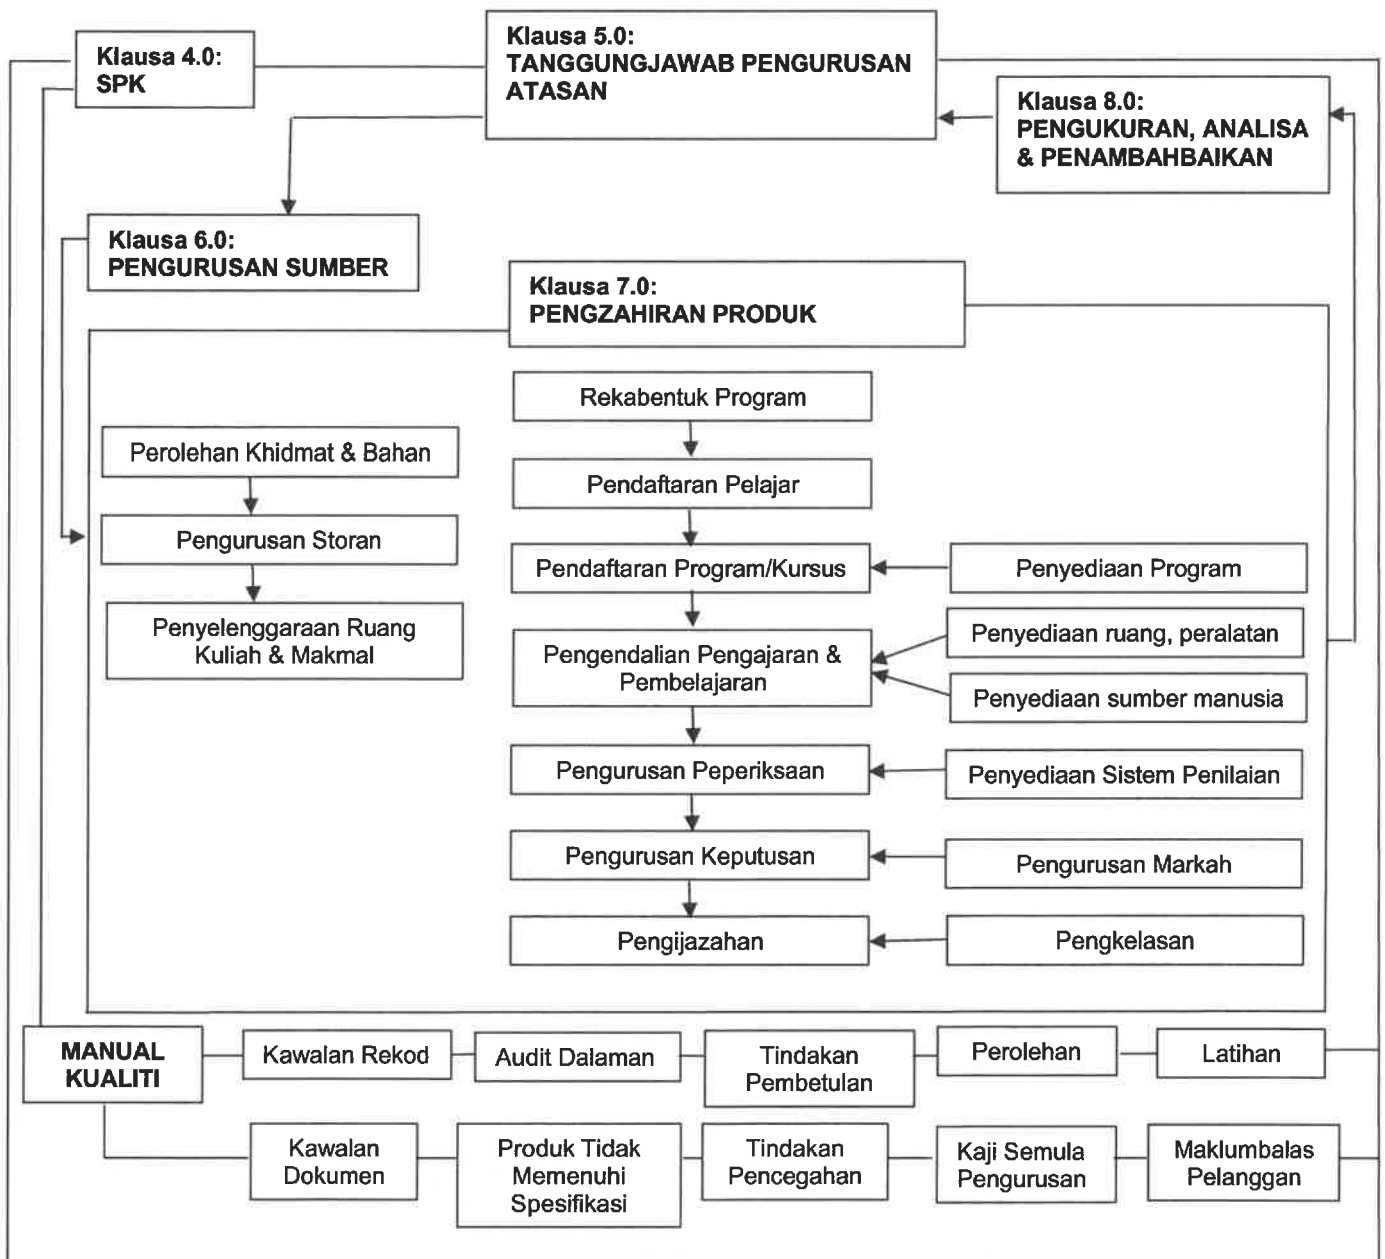 Klausa 4.0:
SPK
Klausa 5.0:
TANGGUNGJAWAB PENGURUSAN
ATASAN
Klausa 8.0:
PENGUKURAN, ANALISA
& PENAMBAHBAIKAN
Klausa 6.0:
PENGURUSAN SUMBER
Klausa 7.0:
PENGZAHIRAN PRODUK
Perolehan Khidmat & Bahan
Pengurusan Storan
Penyelenggaraan Ruang
Kuliah & Makmal
Rekabentuk Program
Pendaftaran Pelajar
Pendaftaran Program/Kursus
Penyediaan Program
Pengendalian Pengajaran &
Pembelajaran
Penyediaan ruang, peralatan
Penyediaan sumber manusia
Pengurusan Peperiksaan
Penyediaan Sistem Penilaian
Pengurusan Keputusan
Pengurusan Markah
Pengijazahan
Pengkelasan
MANUAL
KUALITI
Kawalan Rekod
Audit Dalaman
Tindakan
Pembetulan
Perolehan
Latihan
Kawalan
Dokumen
Produk Tidak
Memenuhi
Spesifikasi
Tindakan
Pencegahan
Kaji Semula
Pengurusan
Maklumbalas
Pelanggan